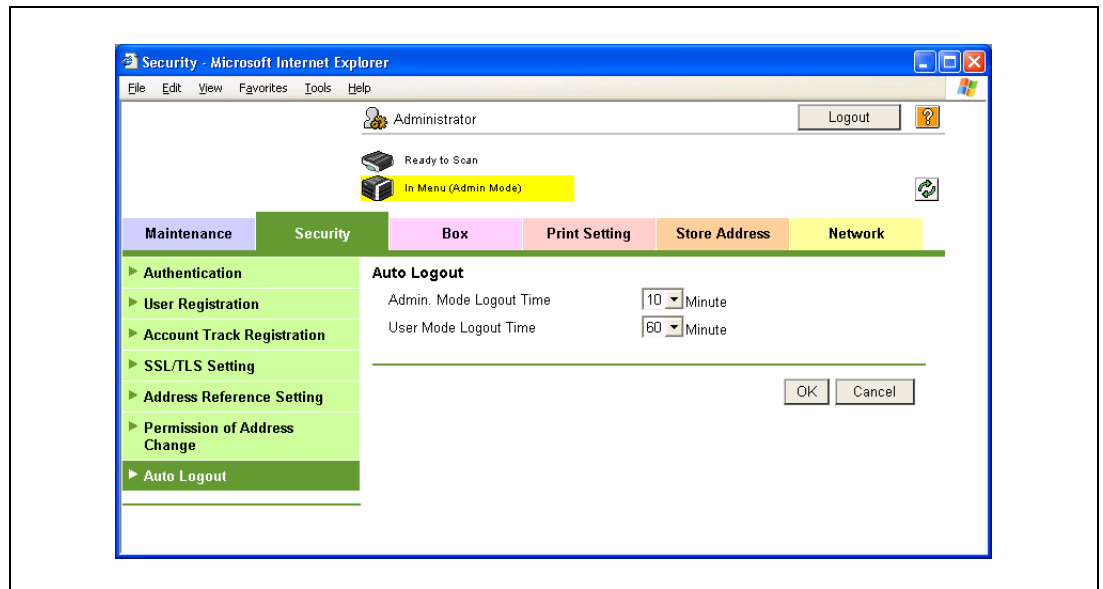 Security - Microsoft Internet Explorer
File Edit View Favorites Tools Help
Administrator
Logout
?
Ready to Scan
In Menu (Admin Mode)
Maintenance Security Box Print Setting Store Address Network
Authentication
User Registration
Account Track Registration
SSL/TLS Setting
Address Reference Setting
Permission of Address
Change
Auto Logout
Auto Logout
Admin. Mode Logout Time 10 Minute
User Mode Logout Time 60 Minute
OK Cancel